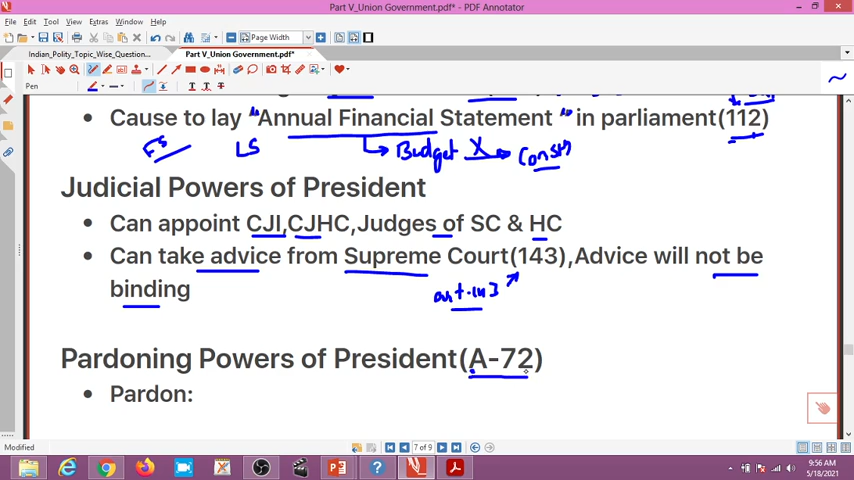 Part V_Union Government.pdf* - PDF Annotator
File Edit Tool View Extras Window Help
Page Width
Indian_Polity_Topic_Wise_Question... Part V_Union Government.pdf*
Pen
• Cause to lay "Annual Financial Statement " in parliament(112)
FS LS Budget X Const
Judicial Powers of President
• Can appoint CJI,CJHC,Judges of SC & HC
• Can take advice from Supreme Court(143),Advice will not be
binding
art.143
Pardoning Powers of President(A-72)
• Pardon:
Modified 7 of 9
9:56 AM
5/18/2021